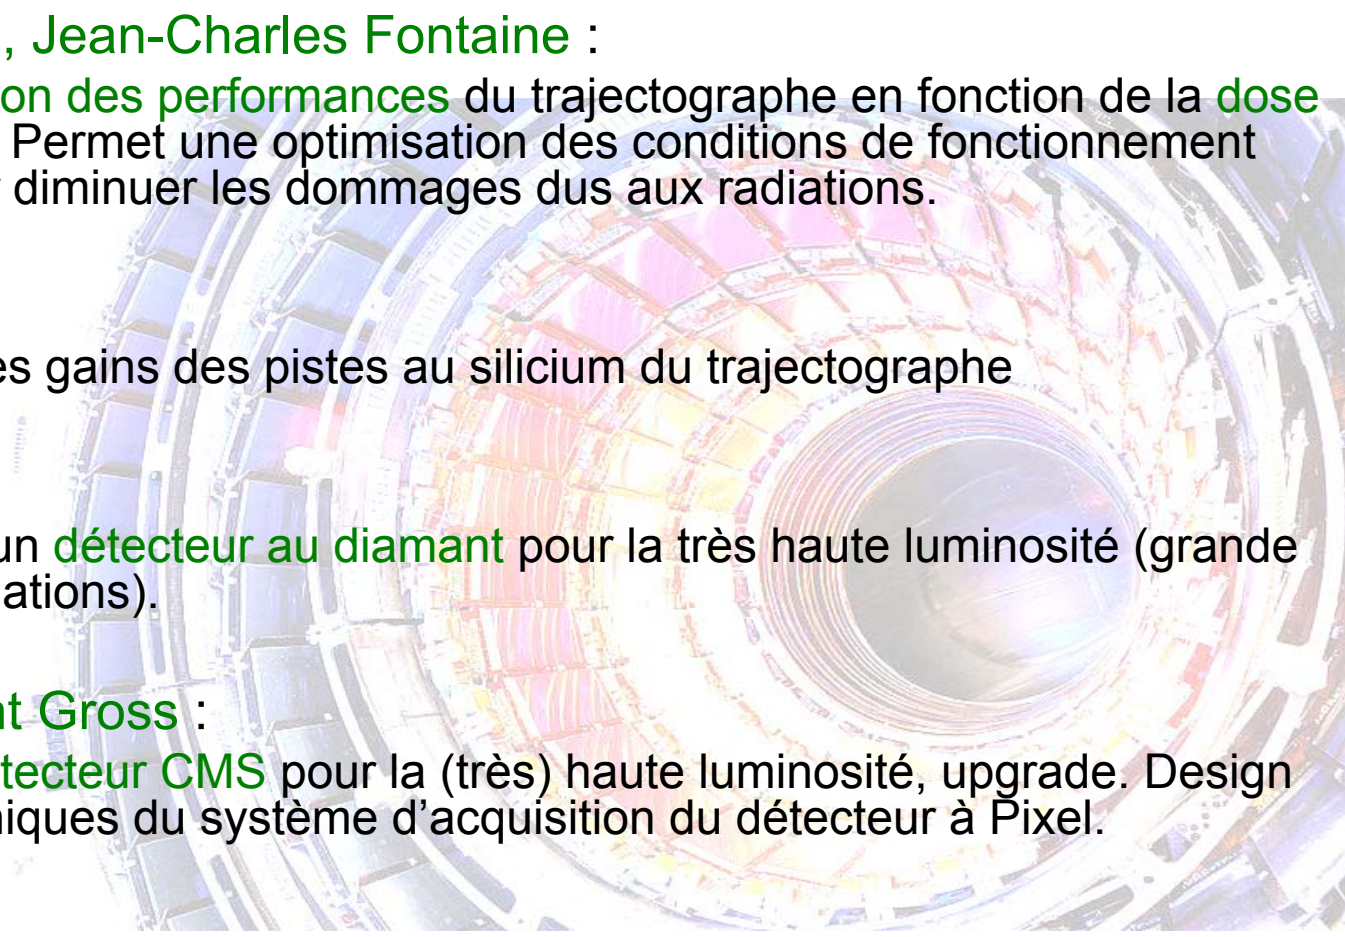 , Jean-Charles Fontaine :
on des performances du trajectographe en fonction de la dose
Permet une optimisation des conditions de fonctionnement
r diminuer les dommages dus aux radiations.
es gains des pistes au silicium du trajectographe
un détecteur au diamant pour la très haute luminosité (grande
ations).
nt Gross :
tecteur CMS pour la (très) haute luminosité, upgrade. Design
niques du système d’acquisition du détecteur à Pixel.